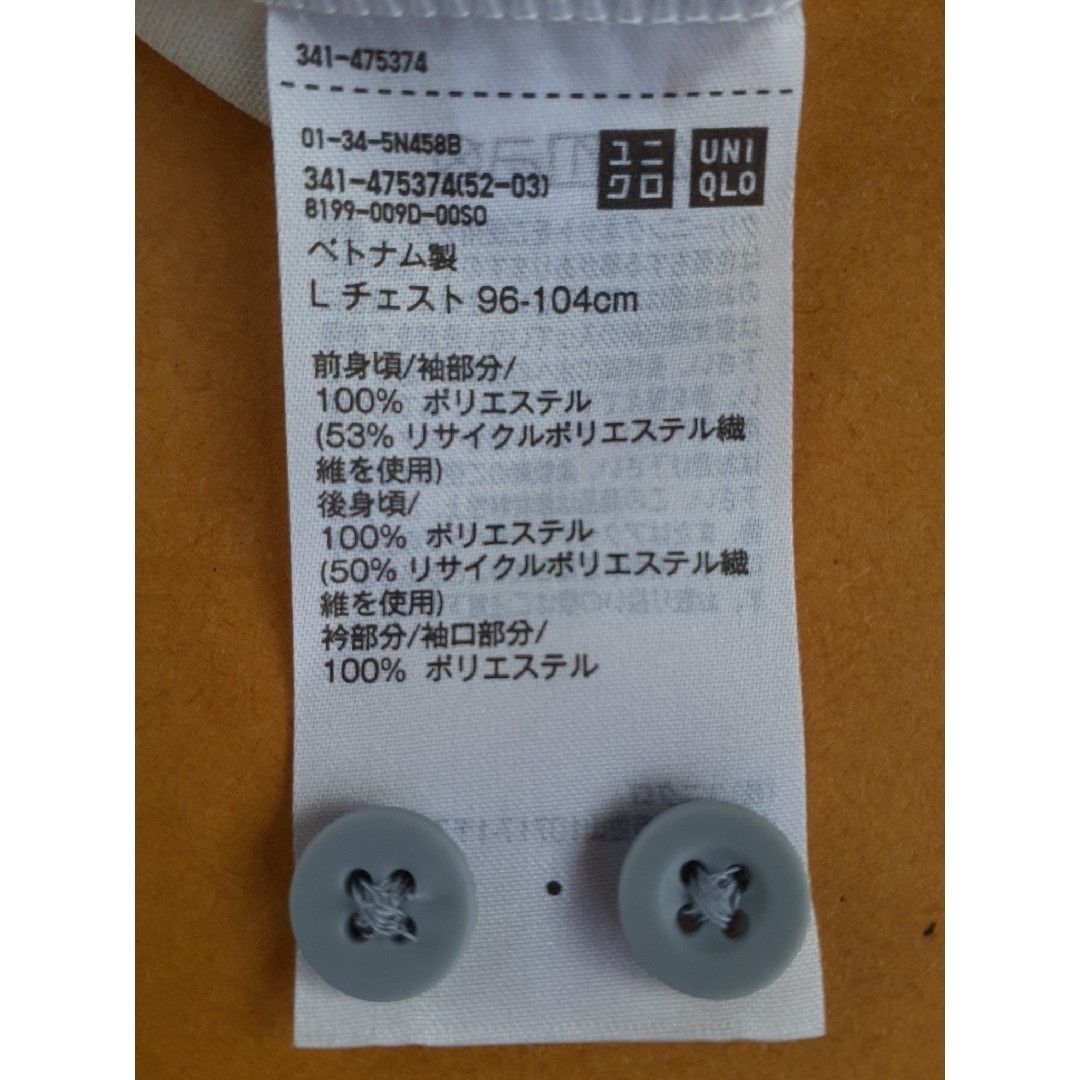 341-475374
01-34-5N458B
341-475374(52-03)
8199-009D-00S0
ユニ
クロ
UNI
QLO
ベトナム製
L チェスト 96-104cm
前身頃/袖部分/
100% ポリエステル
(53% リサイクルポリエステル繊
維を使用)
後身頃/
100% ポリエステル
(50% リサイクルポリエステル繊
維を使用)
衿部分/袖口部分/
100% ポリエステル